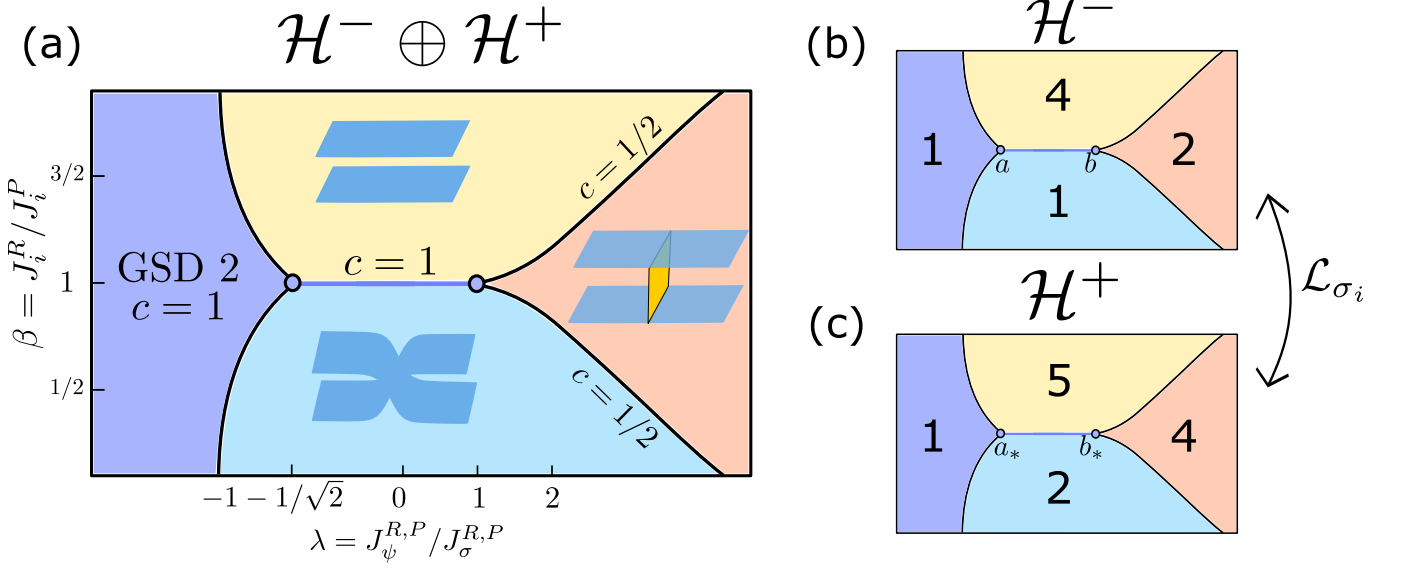 (a)
ℋ⁻ ⊕ ℋ⁺
β = J_i^R / J_i^P
3/2
1
1/2
GSD 2
c = 1
c = 1
c = 1/2
c = 1/2
−1 − 1/√2
0
1
2
λ = J_ψ^{R,P} / J_σ^{R,P}
(b)
ℋ⁻
4
1
2
a
b
1
ℒ_{σ_i}
(c)
ℋ⁺
5
1
4
a_*
b_*
2